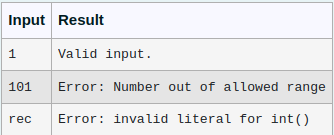 Input Result
1 Valid input.
101 Error: Number out of allowed range
rec Error: invalid literal for int()